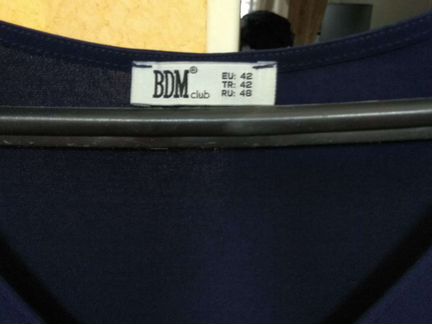 BDM® club
EU: 42
TR: 42
RU: 48